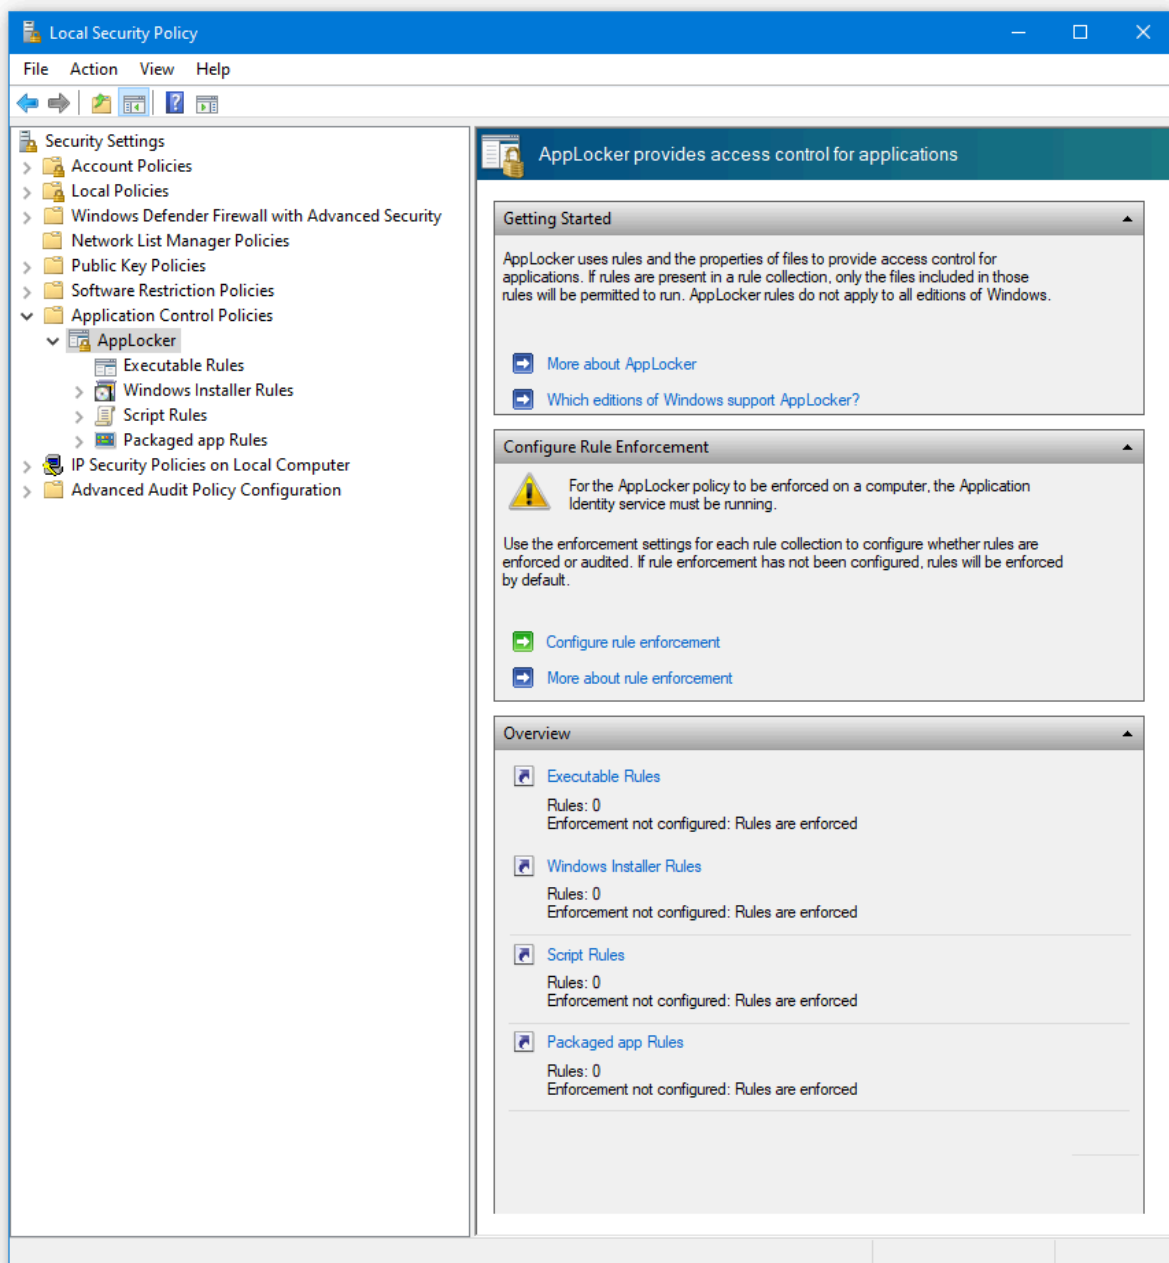 Local Security Policy
File Action View Help
Security Settings
Account Policies
Local Policies
Windows Defender Firewall with Advanced Security
Network List Manager Policies
Public Key Policies
Software Restriction Policies
Application Control Policies
AppLocker
Executable Rules
Windows Installer Rules
Script Rules
Packaged app Rules
IP Security Policies on Local Computer
Advanced Audit Policy Configuration
AppLocker provides access control for applications
Getting Started
AppLocker uses rules and the properties of files to provide access control for
applications. If rules are present in a rule collection, only the files included in those
rules will be permitted to run. AppLocker rules do not apply to all editions of Windows.
More about AppLocker
Which editions of Windows support AppLocker?
Configure Rule Enforcement
For the AppLocker policy to be enforced on a computer, the Application
Identity service must be running.
Use the enforcement settings for each rule collection to configure whether rules are
enforced or audited. If rule enforcement has not been configured, rules will be enforced
by default.
Configure rule enforcement
More about rule enforcement
Overview
Executable Rules
Rules: 0
Enforcement not configured: Rules are enforced
Windows Installer Rules
Rules: 0
Enforcement not configured: Rules are enforced
Script Rules
Rules: 0
Enforcement not configured: Rules are enforced
Packaged app Rules
Rules: 0
Enforcement not configured: Rules are enforced